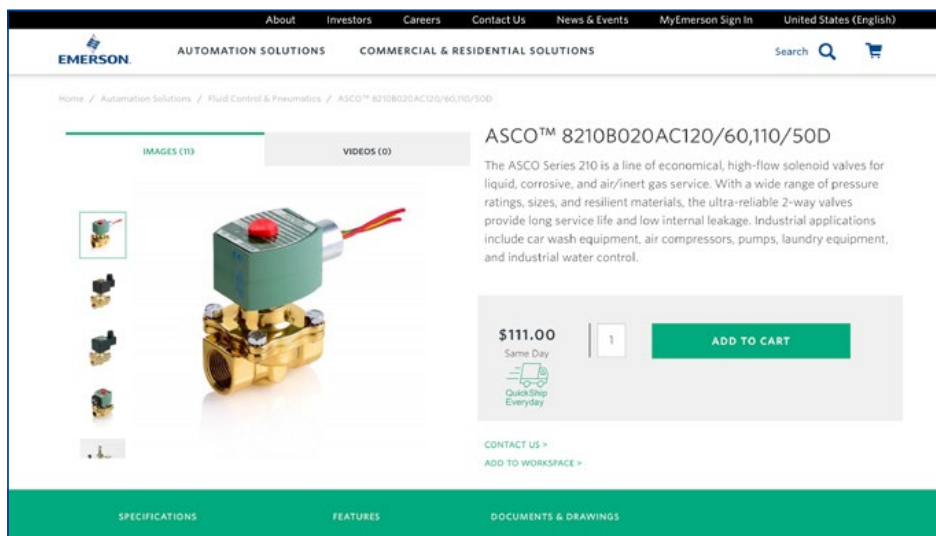 About Investors Careers Contact Us News & Events MyEmerson Sign In United States (English)
EMERSON AUTOMATION SOLUTIONS COMMERCIAL & RESIDENTIAL SOLUTIONS Search
Home / Automation Solutions / Fluid Control & Pneumatics / ASCO™ 8210B020AC120/60,110/50D
IMAGES (11) VIDEOS (0)
ASCO™ 8210B020AC120/60,110/50D
The ASCO Series 210 is a line of economical, high-flow solenoid valves for
liquid, corrosive, and air/inert gas service. With a wide range of pressure
ratings, sizes, and resilient materials, the ultra-reliable 2-way valves
provide long service life and low internal leakage. Industrial applications
include car wash equipment, air compressors, pumps, laundry equipment,
and industrial water control.
$111.00 1 ADD TO CART
Same Day
QuickShip
Everyday
CONTACT US >
ADD TO WORKSPACE >
SPECIFICATIONS FEATURES DOCUMENTS & DRAWINGS